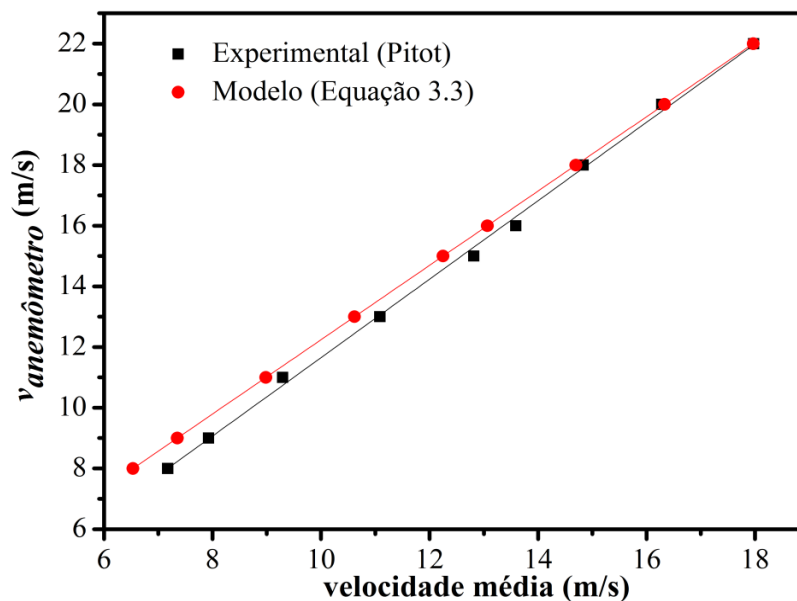 22
20
18
16
14
12
10
8
6
v anemômetro (m/s)
Experimental (Pitot)
Modelo (Equação 3.3)
6 8 10 12 14 16 18
velocidade média (m/s)